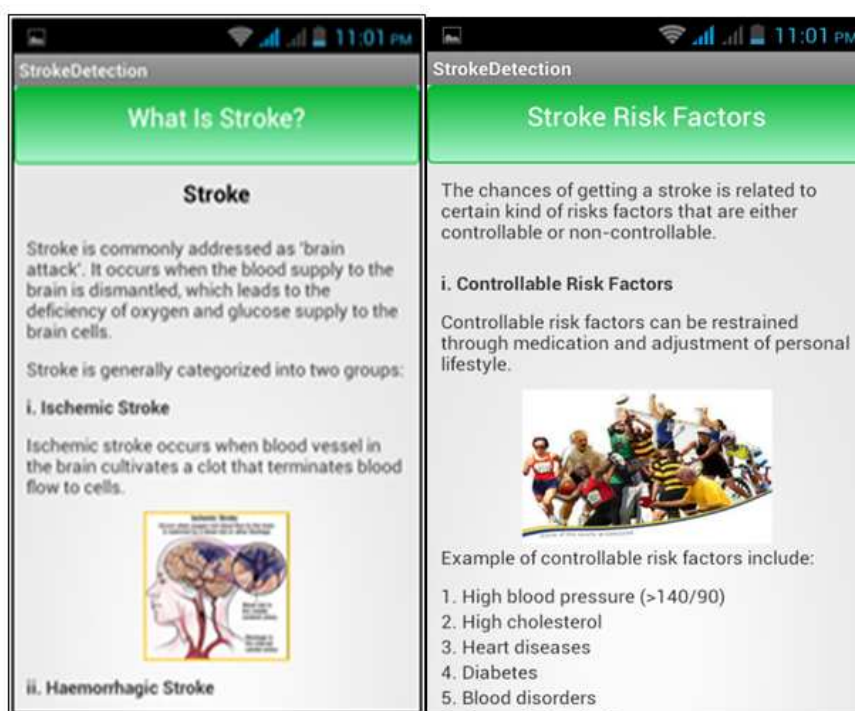 11:01 PM
StrokeDetection
What Is Stroke?
Stroke
Stroke is commonly addressed as 'brain
attack'. It occurs when the blood supply to the
brain is dismantled, which leads to the
deficiency of oxygen and glucose supply to the
brain cells.
Stroke is generally categorized into two groups:
i. Ischemic Stroke
Ischemic stroke occurs when blood vessel in
the brain cultivates a clot that terminates blood
flow to cells.
Ischemic Stroke
ii. Haemorrhagic Stroke
11:01 PM
StrokeDetection
Stroke Risk Factors
The chances of getting a stroke is related to
certain kind of risks factors that are either
controllable or non-controllable.
i. Controllable Risk Factors
Controllable risk factors can be restrained
through medication and adjustment of personal
lifestyle.
Example of controllable risk factors include:
1. High blood pressure (>140/90)
2. High cholesterol
3. Heart diseases
4. Diabetes
5. Blood disorders